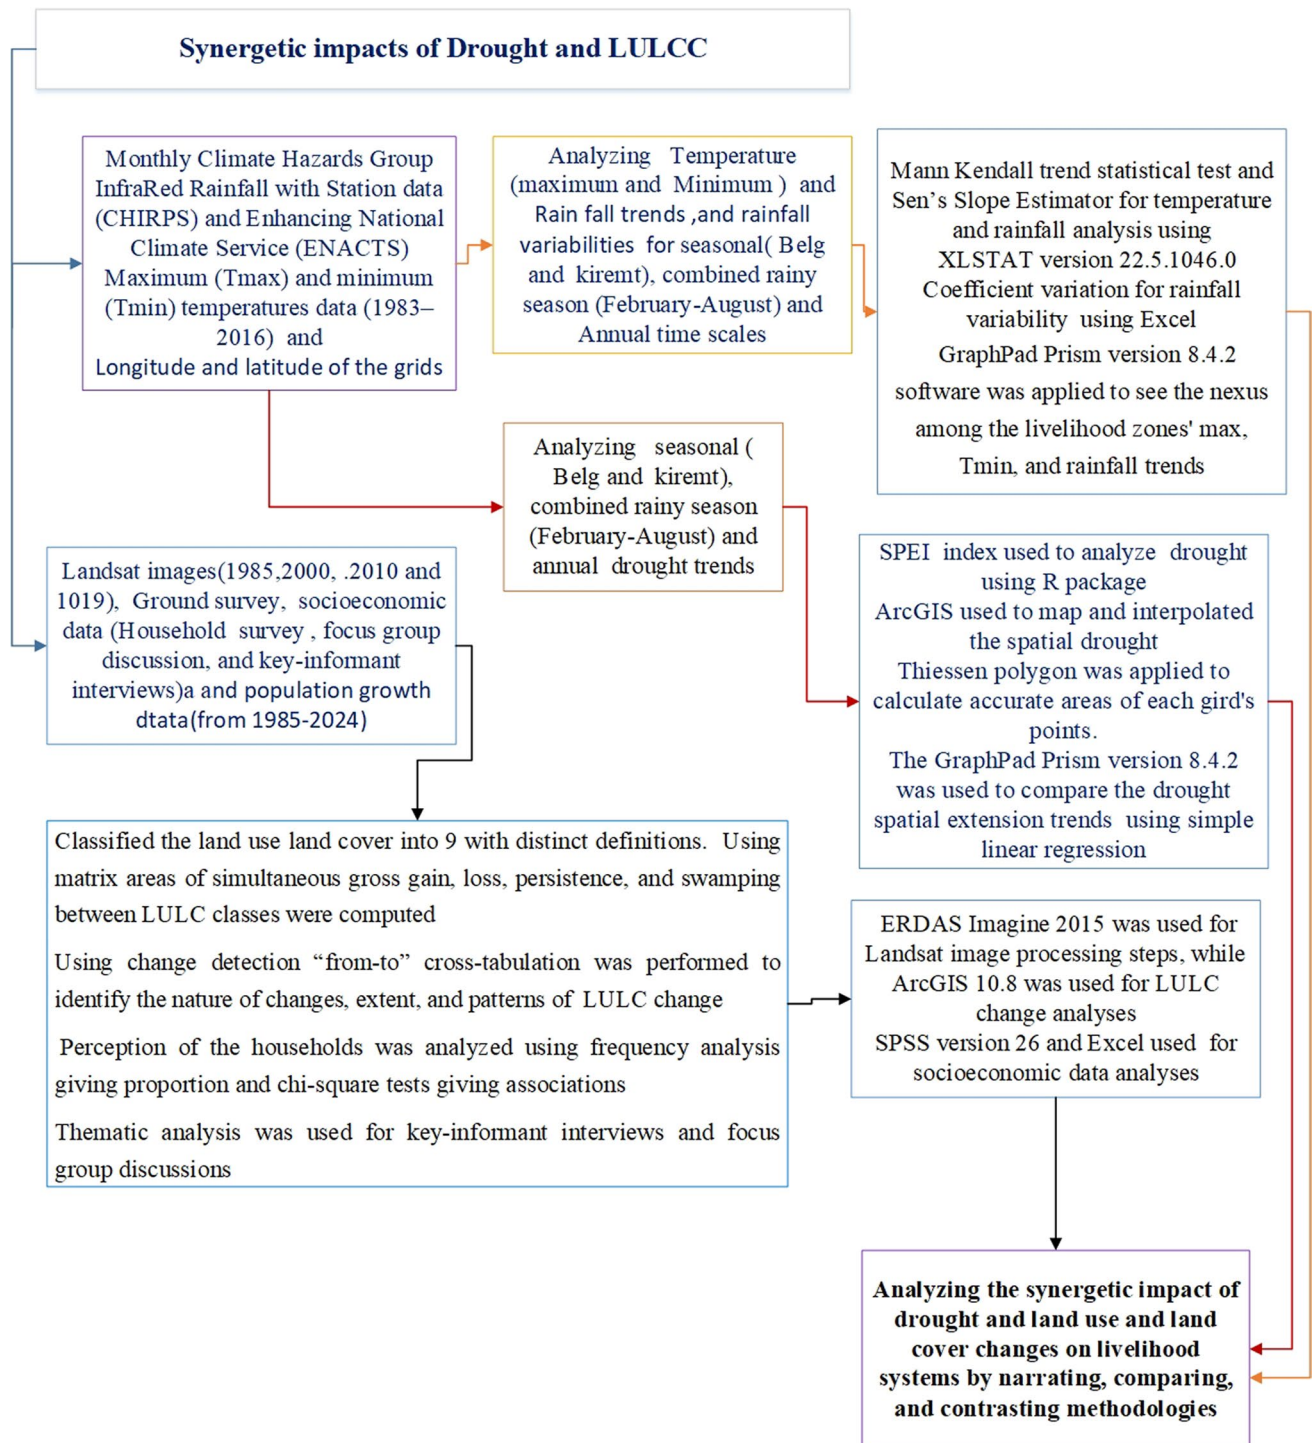 Synergetic impacts of Drought and LULCC
Monthly Climate Hazards Group
InfraRed Rainfall with Station data
(CHIRPS) and Enhancing National
Climate Service (ENACTS)
Maximum (Tmax) and minimum
(Tmin) temperatures data (1983–
2016) and
Longitude and latitude of the grids
Analyzing Temperature
(maximum and Minimum ) and
Rain fall trends ,and rainfall
variabilities for seasonal( Belg
and kiremt), combined rainy
season (February-August) and
Annual time scales
Mann Kendall trend statistical test and
Sen’s Slope Estimator for temperature
and rainfall analysis using
XLSTAT version 22.5.1046.0
Coefficient variation for rainfall
variability using Excel
GraphPad Prism version 8.4.2
software was applied to see the nexus
among the livelihood zones' max,
Tmin, and rainfall trends
Analyzing seasonal (
Belg and kiremt),
combined rainy season
(February-August) and
annual drought trends
SPEI index used to analyze drought
using R package
ArcGIS used to map and interpolated
the spatial drought
Thiessen polygon was applied to
calculate accurate areas of each gird's
points.
The GraphPad Prism version 8.4.2
was used to compare the drought
spatial extension trends using simple
linear regression
Landsat images(1985,2000, .2010 and
1019), Ground survey, socioeconomic
data (Household survey , focus group
discussion, and key-informant
interviews)a and population growth
dtata(from 1985-2024)
Classified the land use land cover into 9 with distinct definitions. Using
matrix areas of simultaneous gross gain, loss, persistence, and swamping
between LULC classes were computed
Using change detection “from-to” cross-tabulation was performed to
identify the nature of changes, extent, and patterns of LULC change
Perception of the households was analyzed using frequency analysis
giving proportion and chi-square tests giving associations
Thematic analysis was used for key-informant interviews and focus
group discussions
ERDAS Imagine 2015 was used for
Landsat image processing steps, while
ArcGIS 10.8 was used for LULC
change analyses
SPSS version 26 and Excel used for
socioeconomic data analyses
Analyzing the synergetic impact of
drought and land use and land
cover changes on livelihood
systems by narrating, comparing,
and contrasting methodologies